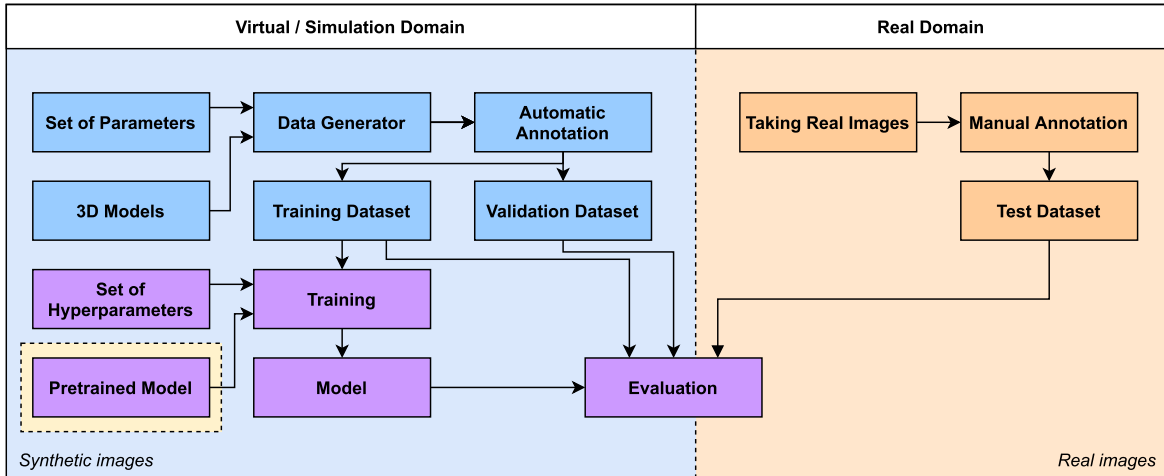 Virtual / Simulation Domain
Real Domain
Set of Parameters
Data Generator
Automatic
Annotation
Taking Real Images
Manual Annotation
3D Models
Training Dataset
Validation Dataset
Test Dataset
Set of
Hyperparameters
Training
Pretrained Model
Model
Evaluation
Synthetic images
Real images